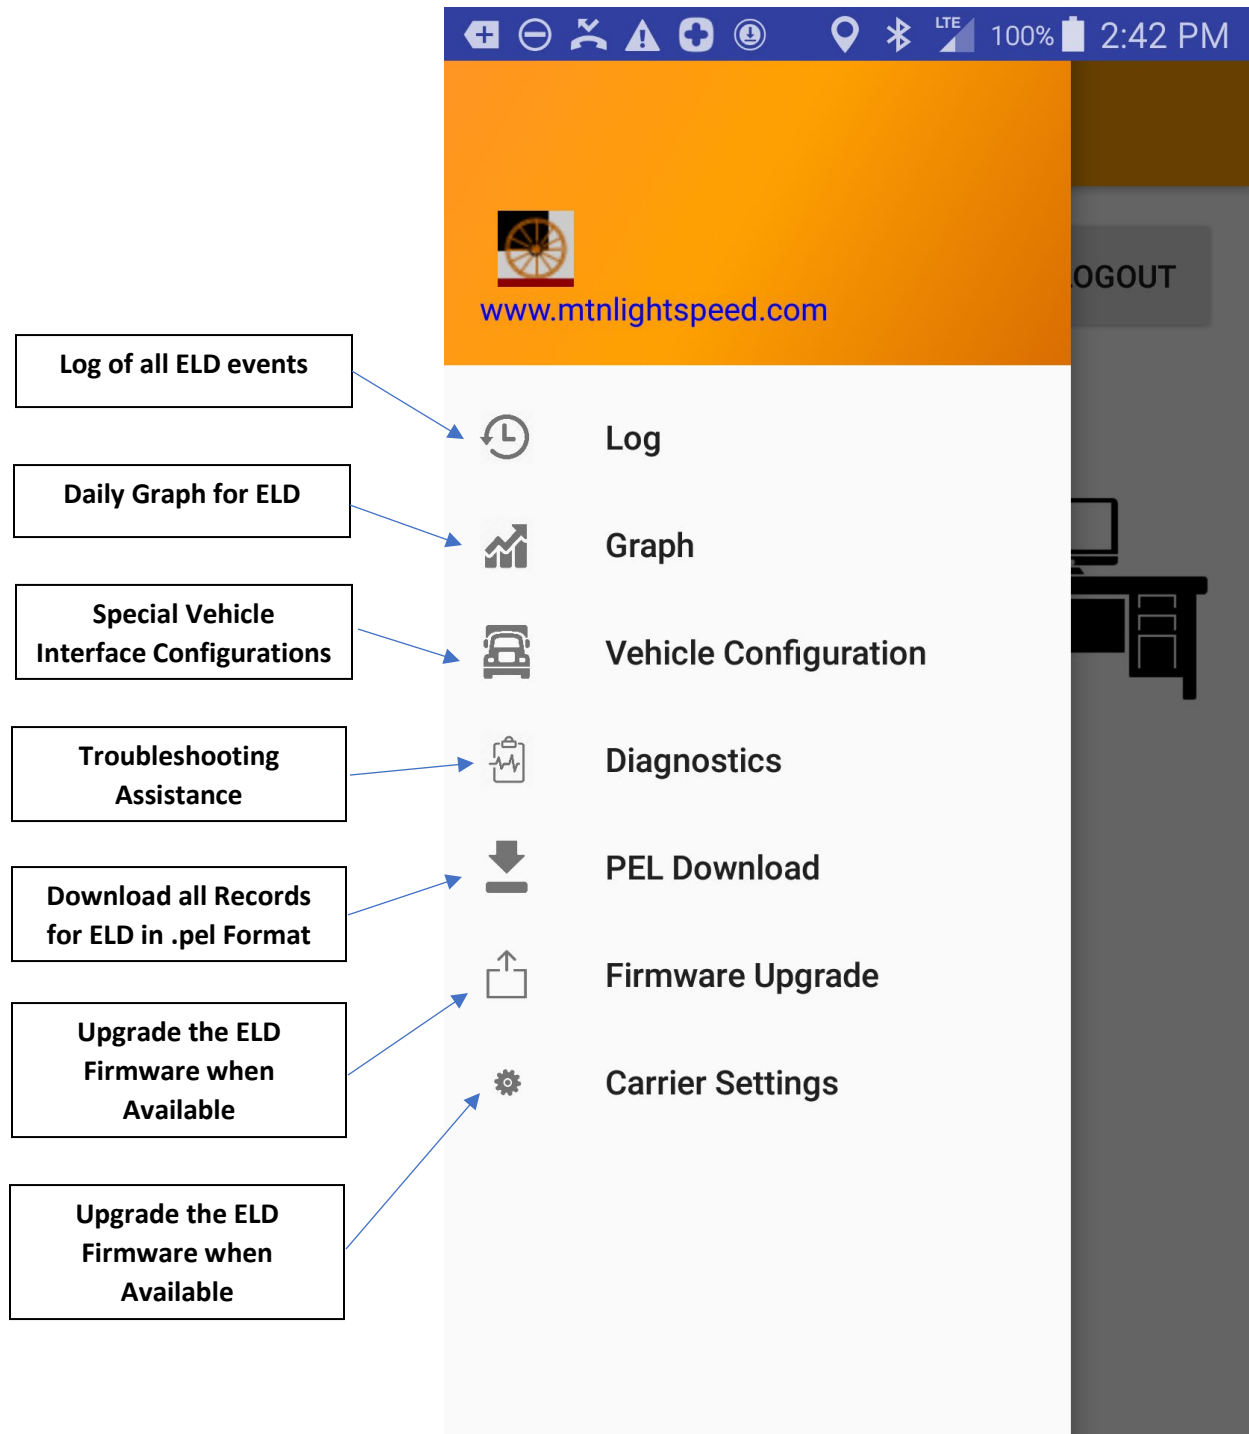 LTE 100% 2:42 PM
OGOUT
www.mtnlightspeed.com
Log of all ELD events
Log
Daily Graph for ELD
Graph
Special Vehicle
Interface Configurations
Vehicle Configuration
Troubleshooting
Assistance
Diagnostics
Download all Records
for ELD in .pel Format
PEL Download
Upgrade the ELD
Firmware when
Available
Firmware Upgrade
Upgrade the ELD
Firmware when
Available
Carrier Settings